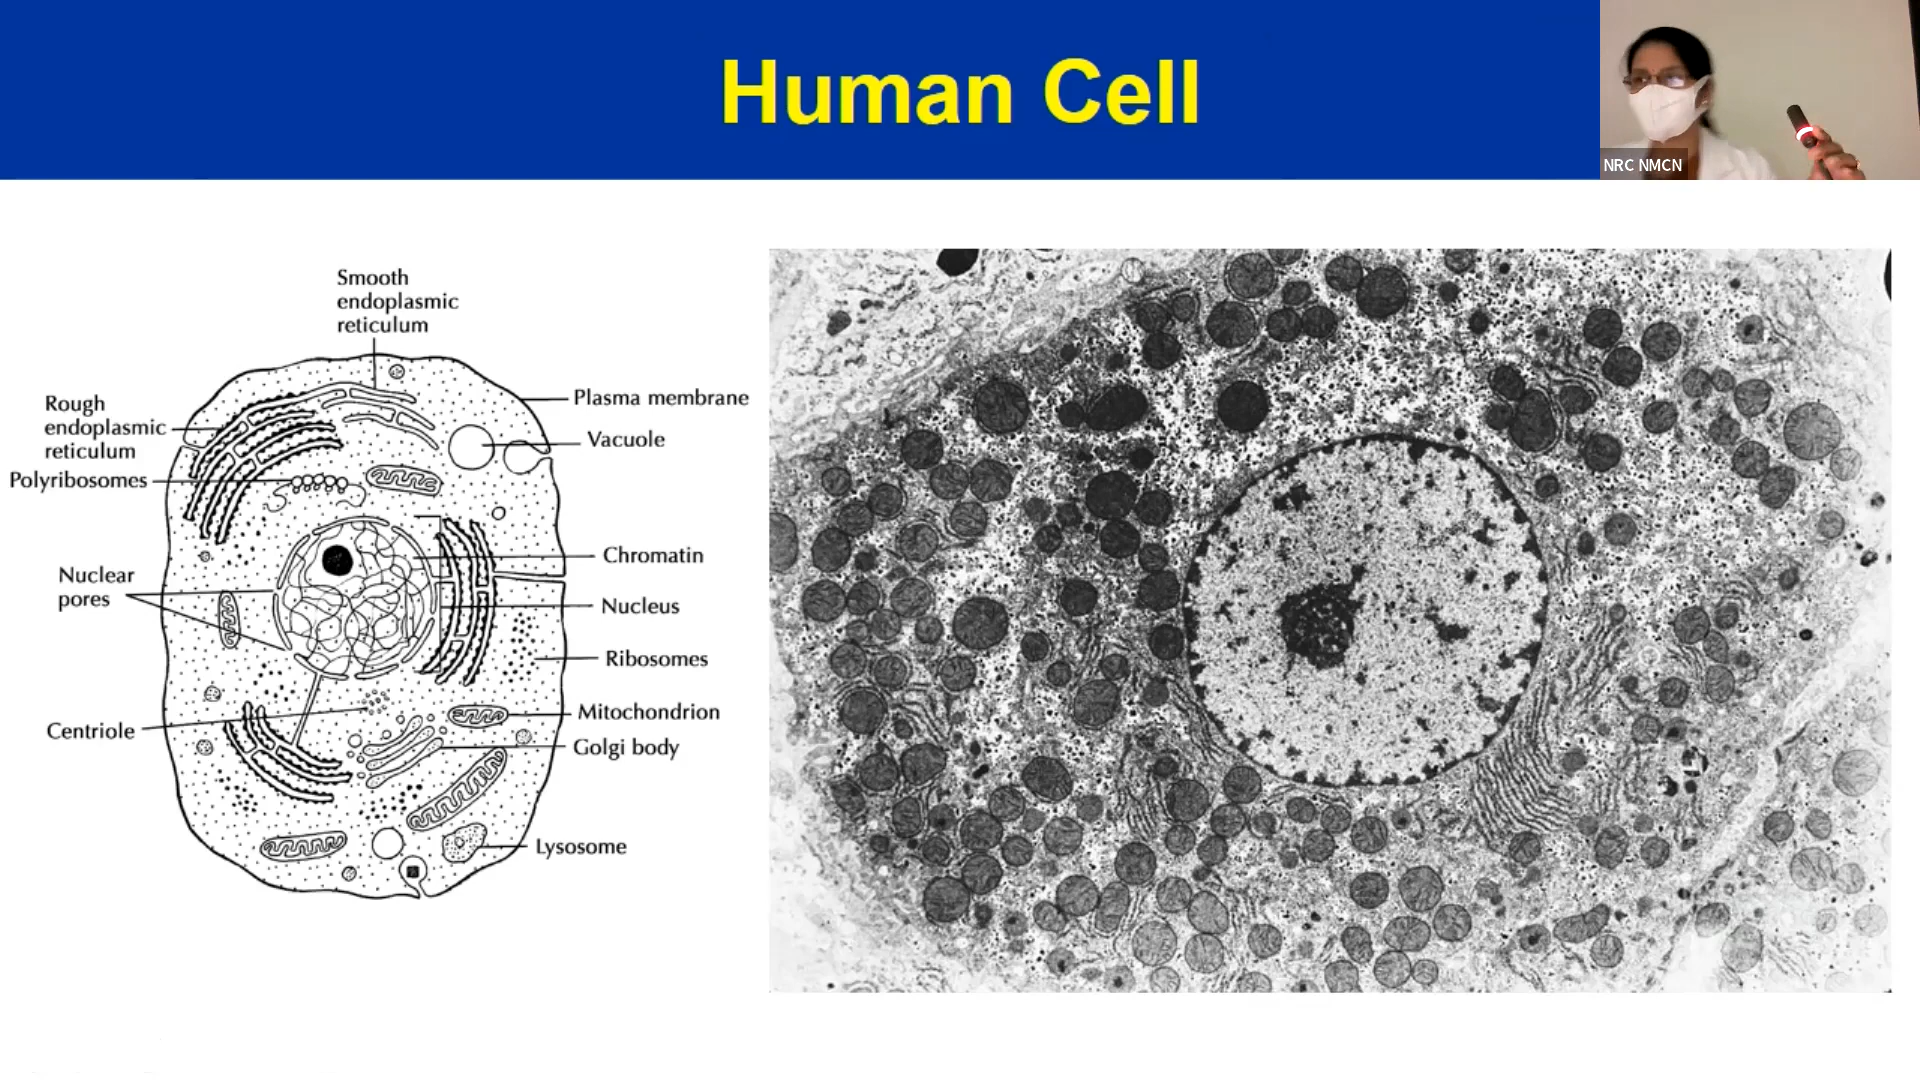 Human Cell
NRC NMCN
Smooth
endoplasmic
reticulum
Rough
endoplasmic
reticulum
Polyribosomes
Nuclear
pores
Centriole
Plasma membrane
Vacuole
Chromatin
Nucleus
Ribosomes
Mitochondrion
Golgi body
Lysosome